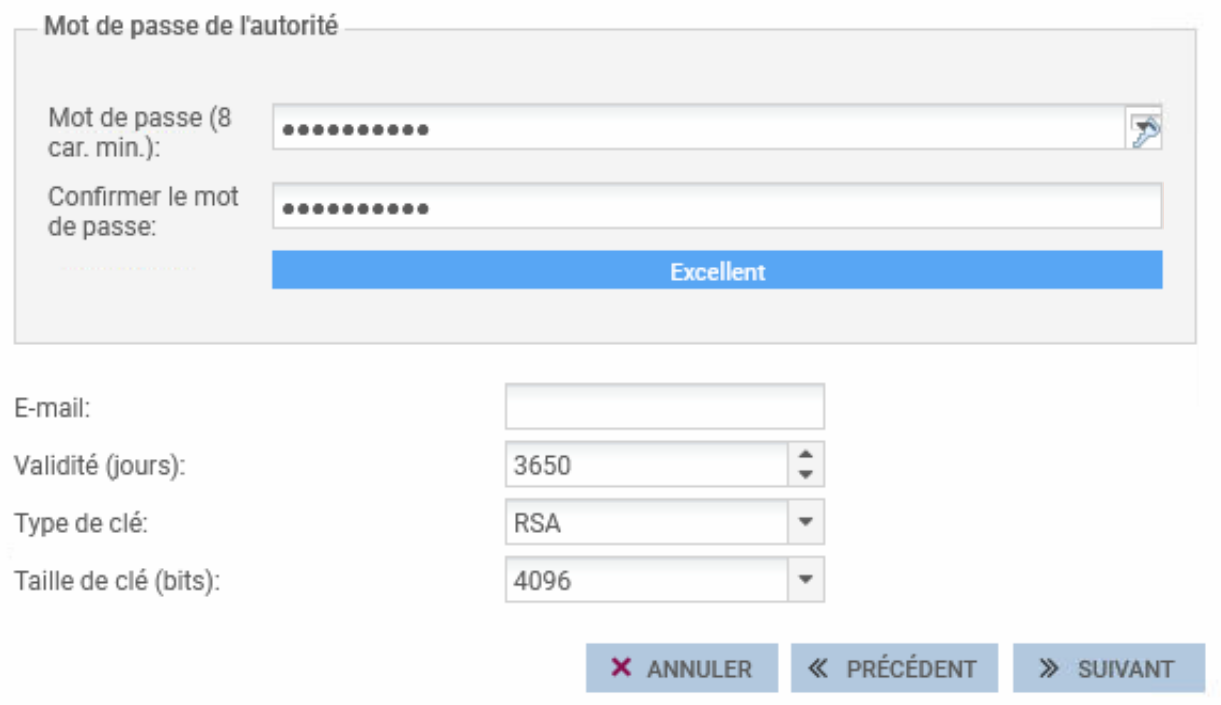 Mot de passe de l'autorité
Mot de passe (8
car. min.):
••••••••••
Confirmer le mot
de passe:
••••••••••
Excellent
E-mail:
Validité (jours):
3650
Type de clé:
RSA
Taille de clé (bits):
4096
ANNULER
PRÉCÉDENT
SUIVANT